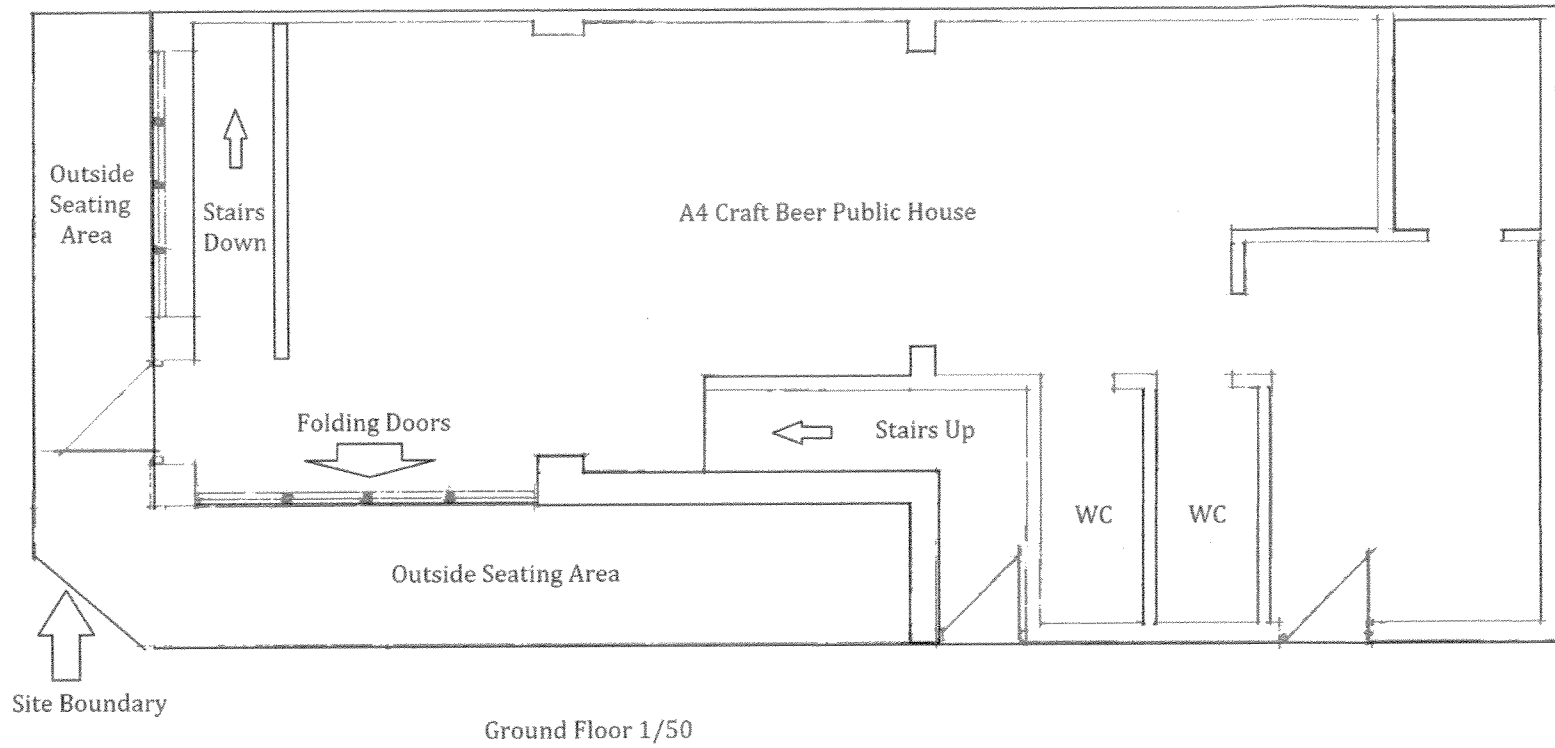 Outside
Seating
Area
Stairs
Down
A4 Craft Beer Public House
Folding Doors
Stairs Up
WC
WC
Outside Seating Area
Site Boundary
Ground Floor 1/50